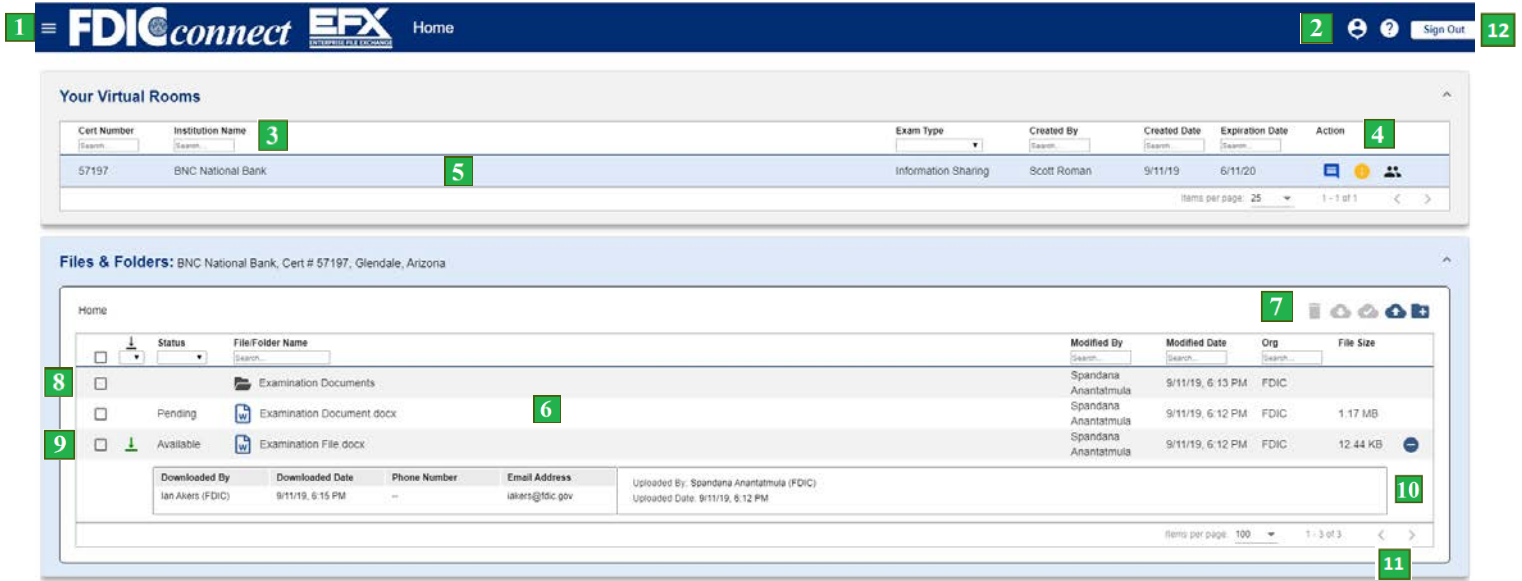 1 FDIC connect EFX Home 2 Sign Out 12
ENTERPRISE FILE EXCHANGE
Your Virtual Rooms
Cert Number Institution Name 3 Exam Type Created By Created Date Expiration Date Action 4
Search... Search... Search... Search... Search...
57197 BNC National Bank 5 Information Sharing Scott Roman 9/11/19 6/11/20
Items per page: 25 1 - 1 of 1
Files & Folders: BNC National Bank, Cert # 57197, Glendale, Arizona
Home 7
Status File/Folder Name Modified By Modified Date Org File Size
Search... Search... Search... Search...
8 Examination Documents Spandana Anantatmula 9/11/19, 6:13 PM FDIC
Pending Examination Document.docx 6 Spandana Anantatmula 9/11/19, 6:12 PM FDIC 1.17 MB
9 Available Examination File.docx Spandana Anantatmula 9/11/19, 6:12 PM FDIC 12.44 KB
Downloaded By Downloaded Date Phone Number Email Address Uploaded By: Spandana Anantatmula (FDIC)
Ian Akers (FDIC) 9/11/19, 6:15 PM -- iakers@fdic.gov Uploaded Date: 9/11/19, 6:12 PM 10
Items per page: 100 1 - 3 of 3
11